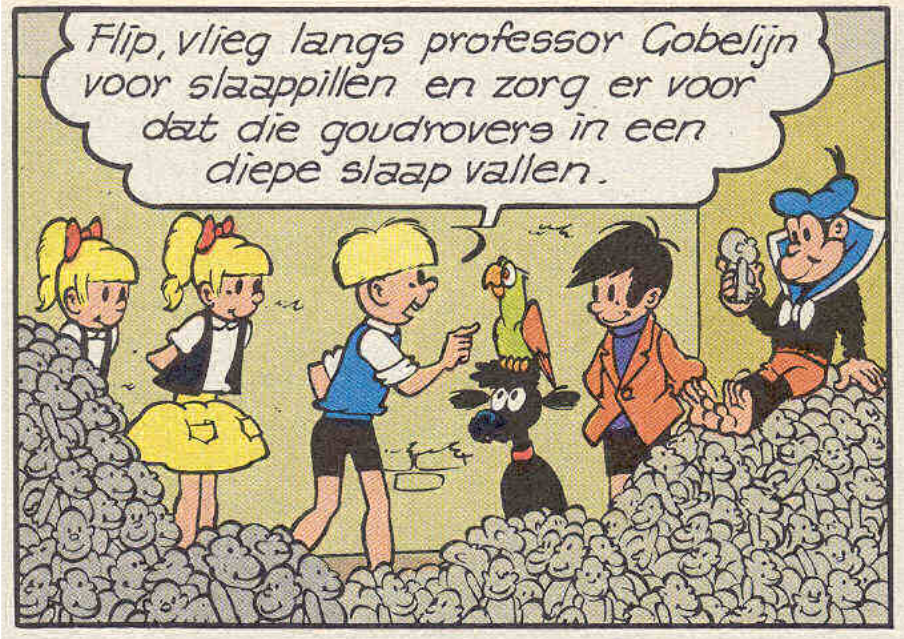 Flip, vlieg langs professor Gobelijn
voor slaappillen en zorg er voor
dat die goudrovers in een
diepe slaap vallen.